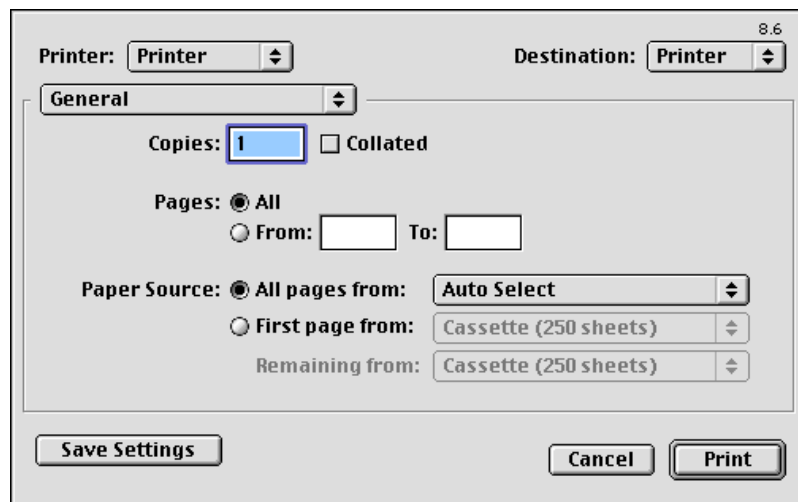 8.6
Printer: Printer Destination: Printer
General
Copies: 1 Collated
Pages: All
From: To:
Paper Source: All pages from: Auto Select
First page from: Cassette (250 sheets)
Remaining from: Cassette (250 sheets)
Save Settings Cancel Print